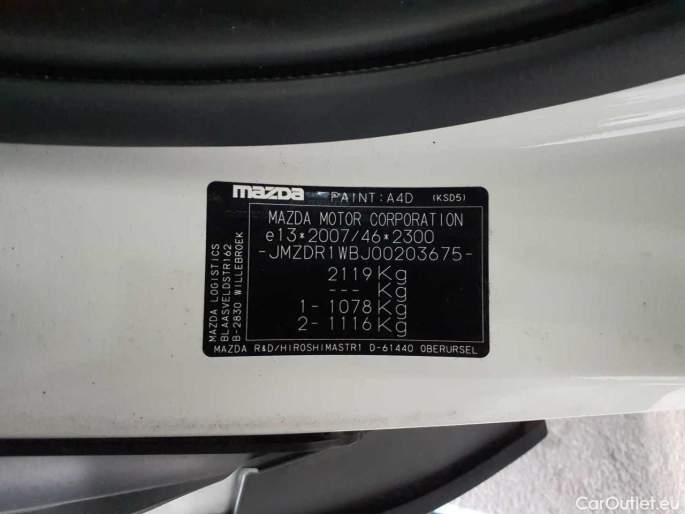 mazda PAINT:A4D (KSD5)
MAZDA MOTOR CORPORATION
e13*2007/46*2300
-JMZDR1WBJ00203675-
2119Kg
--- Kg
1- 1078Kg
2- 1116Kg
MAZDA LOGISTICS
BLAASVELDSTR162
B-2830 WILLEBROEK
MAZDA R&D/HIROSHIMASTR1 D-61440 OBERURSEL
CarOutlet.eu